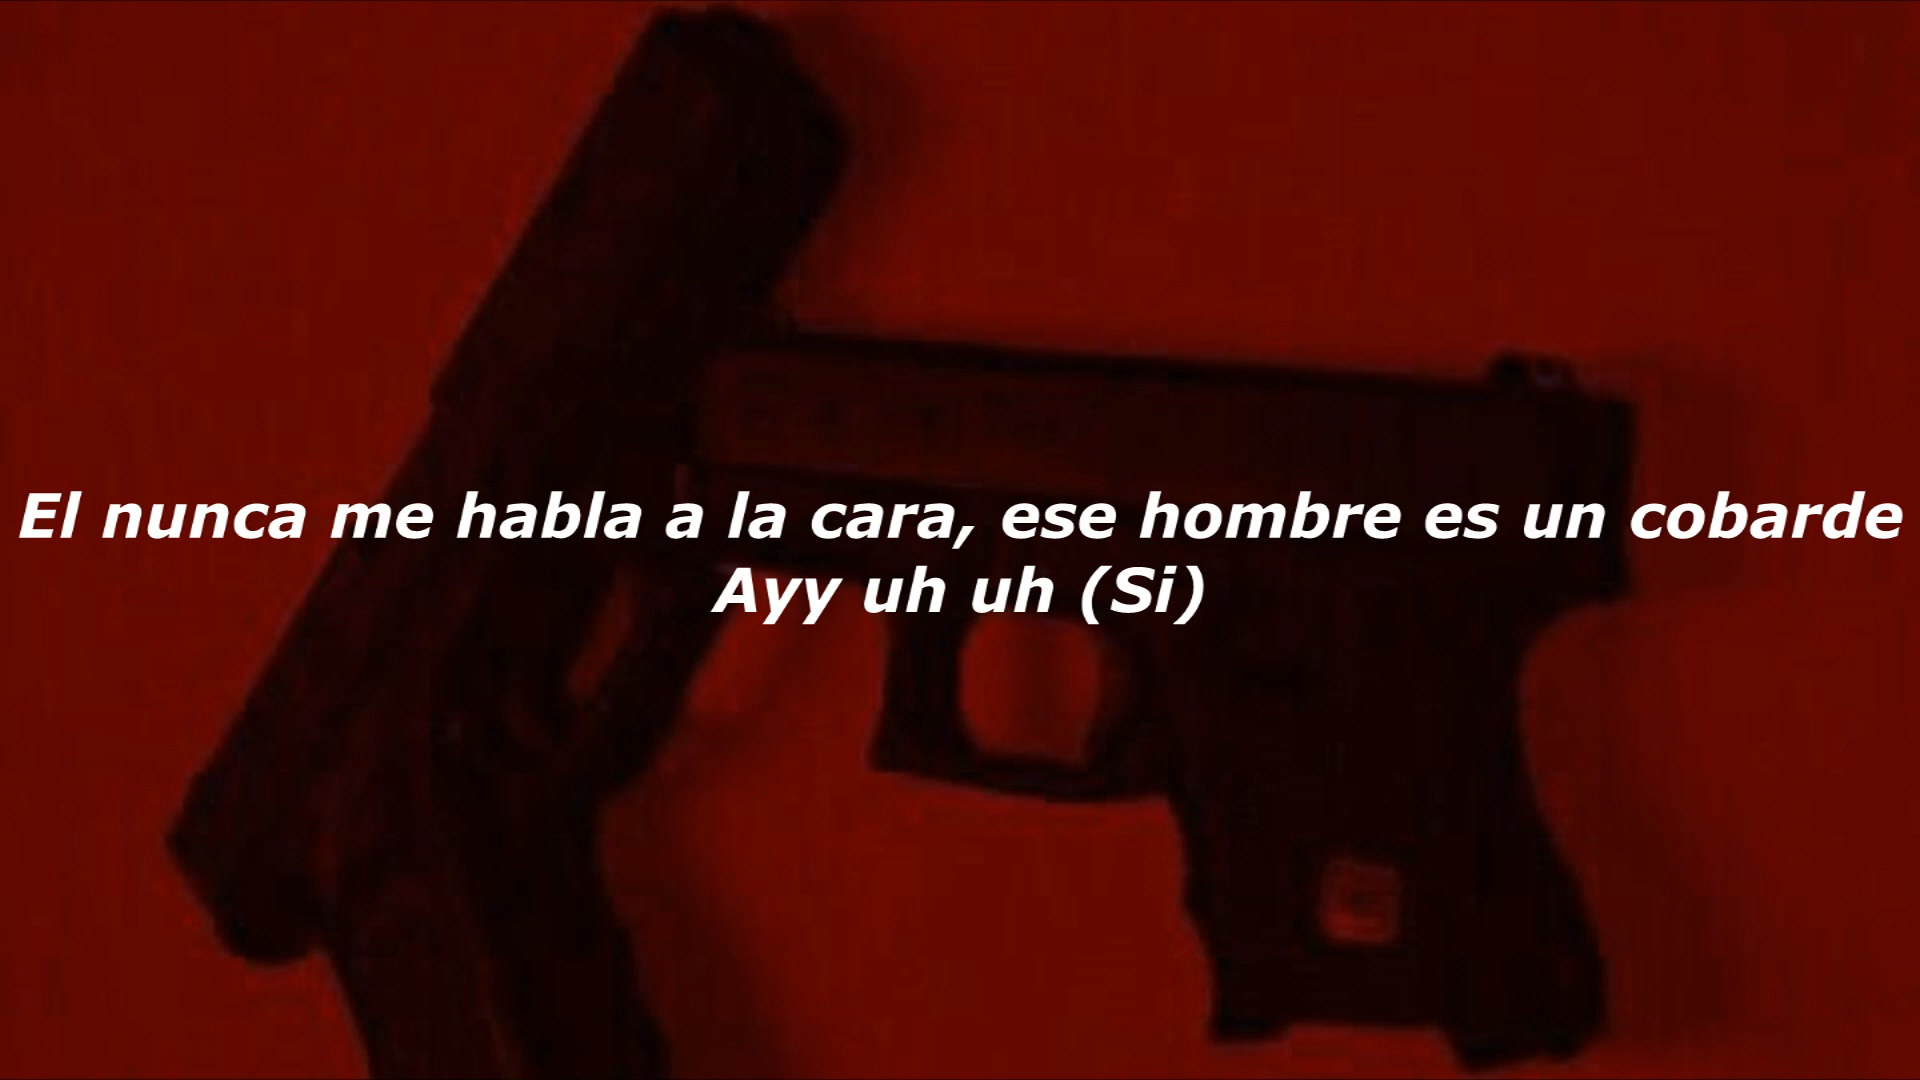 El nunca me habla a la cara, ese hombre es un cobarde
Ayy uh uh (Si)